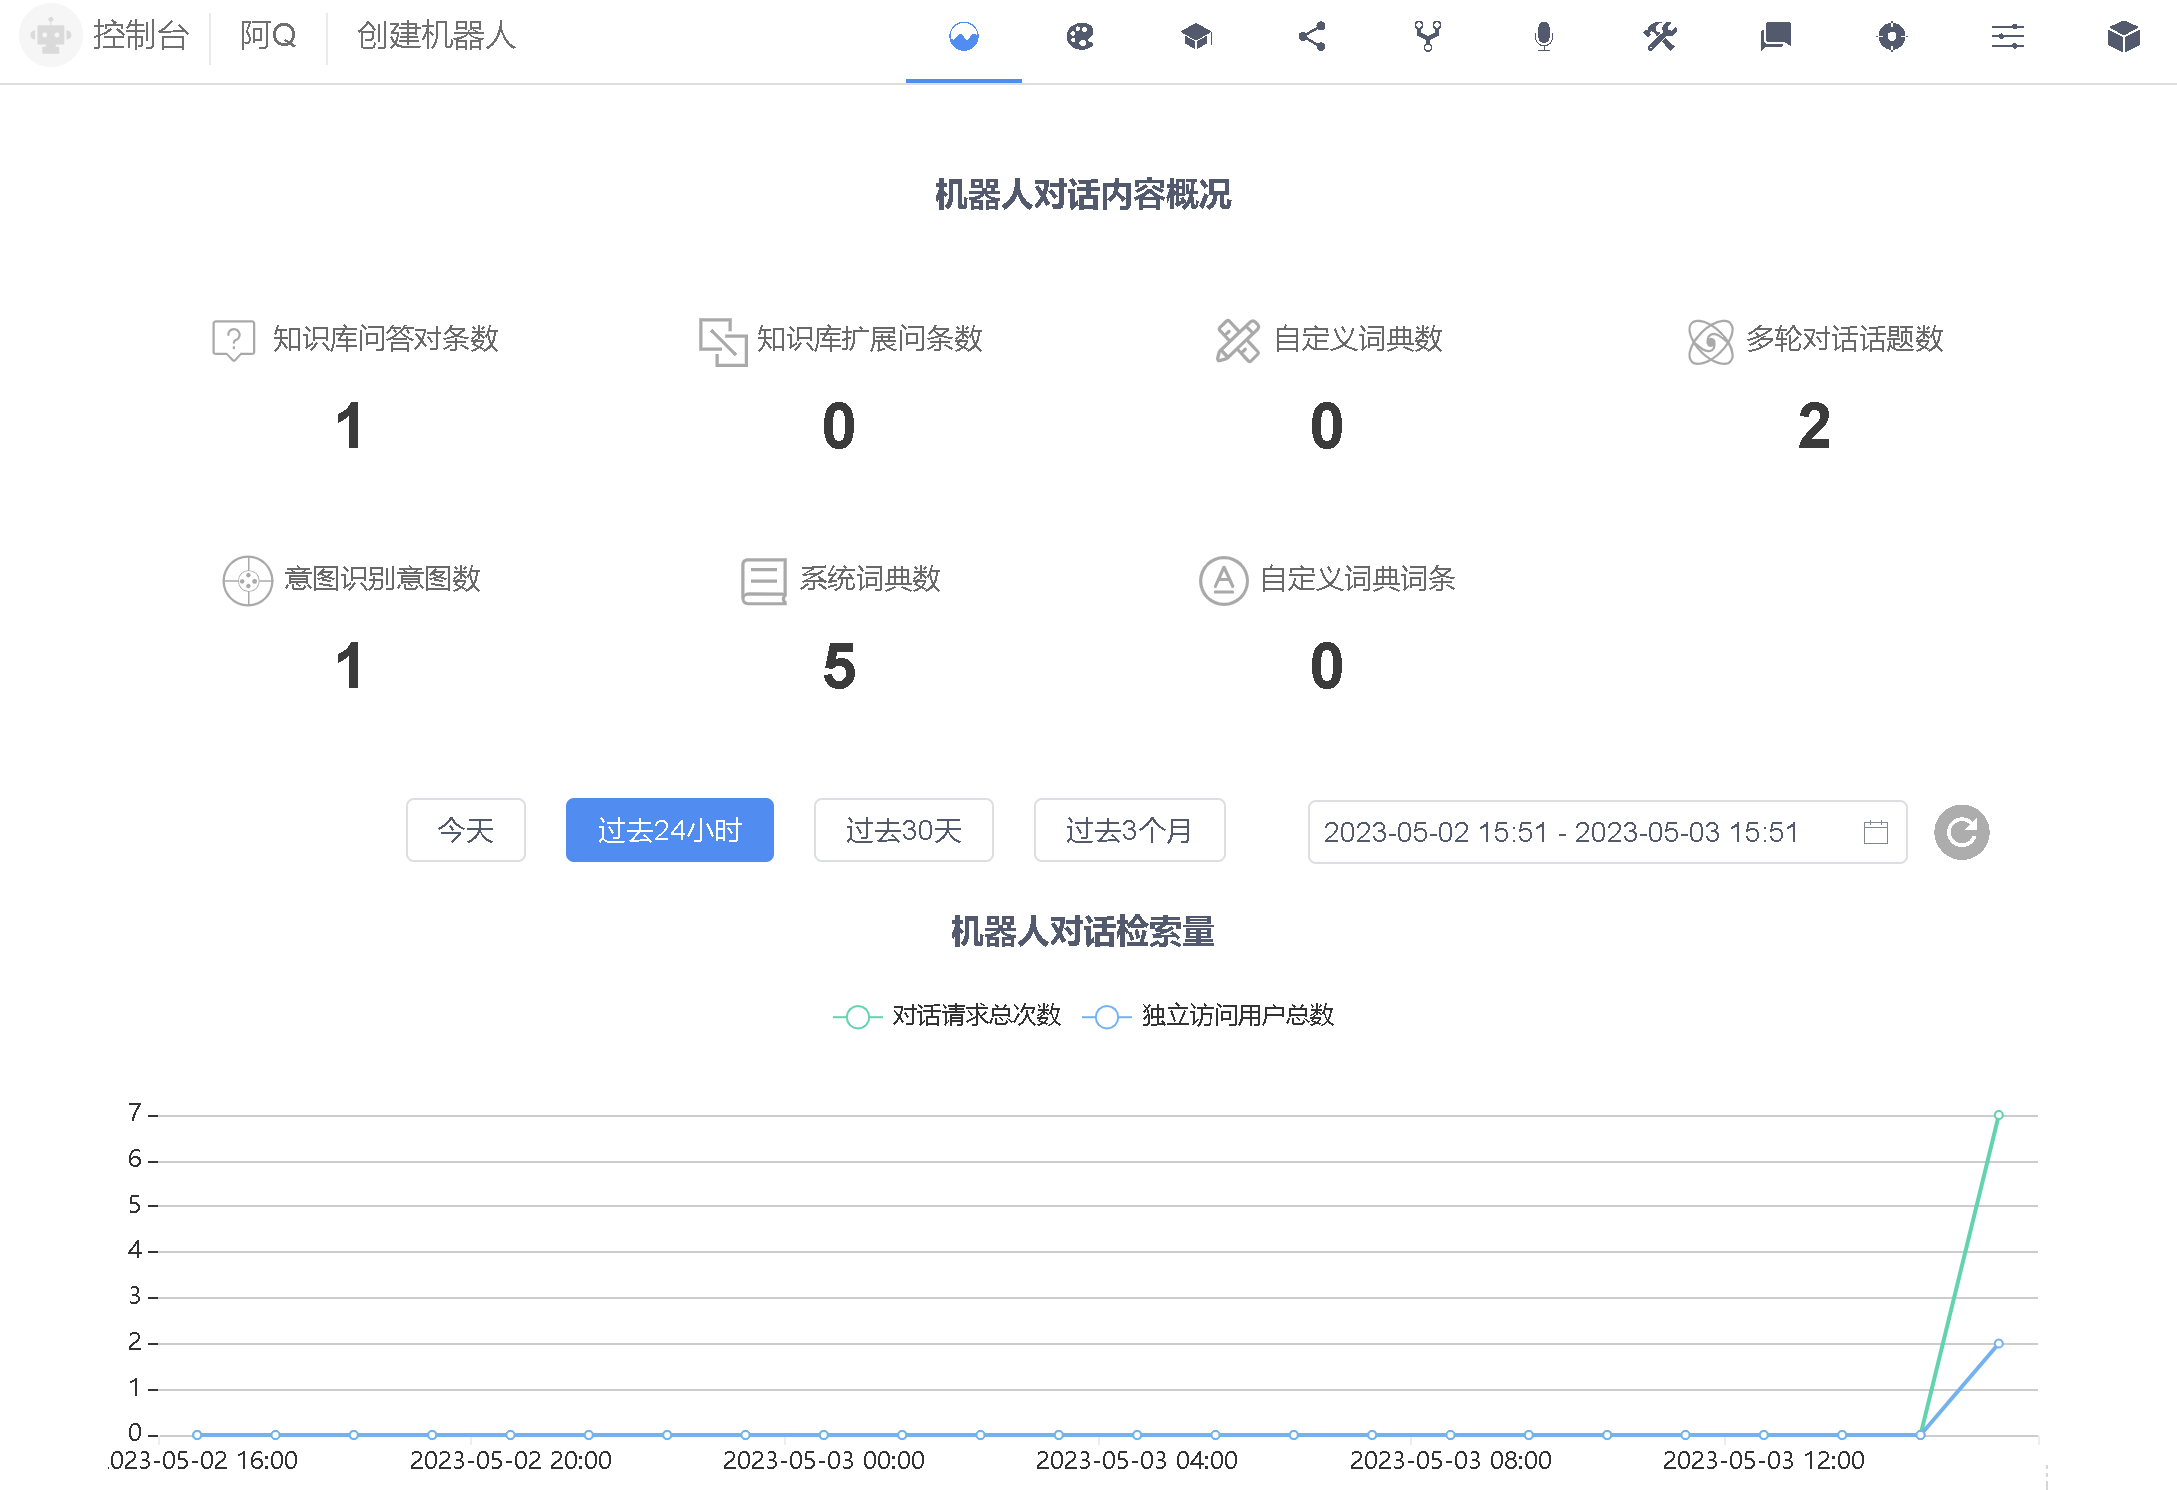 控制台 阿Q 创建机器人
机器人对话内容概况
知识库问答对条数 知识库扩展问条数 自定义词典数 多轮对话话题数
1 0 0 2
意图识别意图数 系统词典数 自定义词典词条
1 5 0
今天 过去24小时 过去30天 过去3个月 2023-05-02 15:51 - 2023-05-03 15:51
机器人对话检索量
对话请求总次数 独立访问用户总数
7
6
5
4
3
2
1
0
023-05-02 16:00 2023-05-02 20:00 2023-05-03 00:00 2023-05-03 04:00 2023-05-03 08:00 2023-05-03 12:00